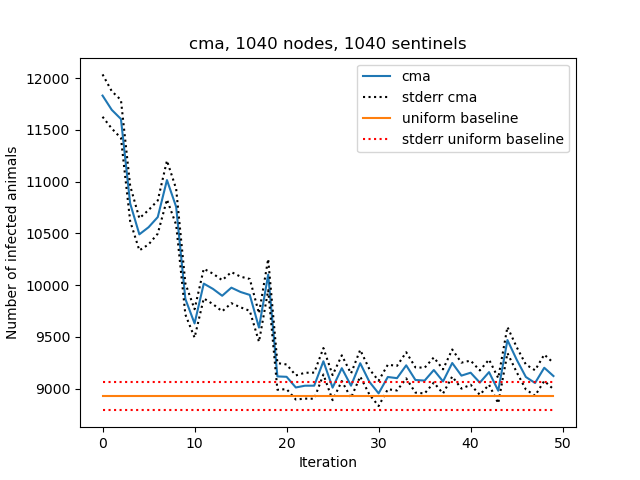 cma, 1040 nodes, 1040 sentinels
12000
11500
11000
10500
10000
9500
9000
Number of infected animals
cma
stderr cma
uniform baseline
stderr uniform baseline
0
10
20
30
40
50
Iteration